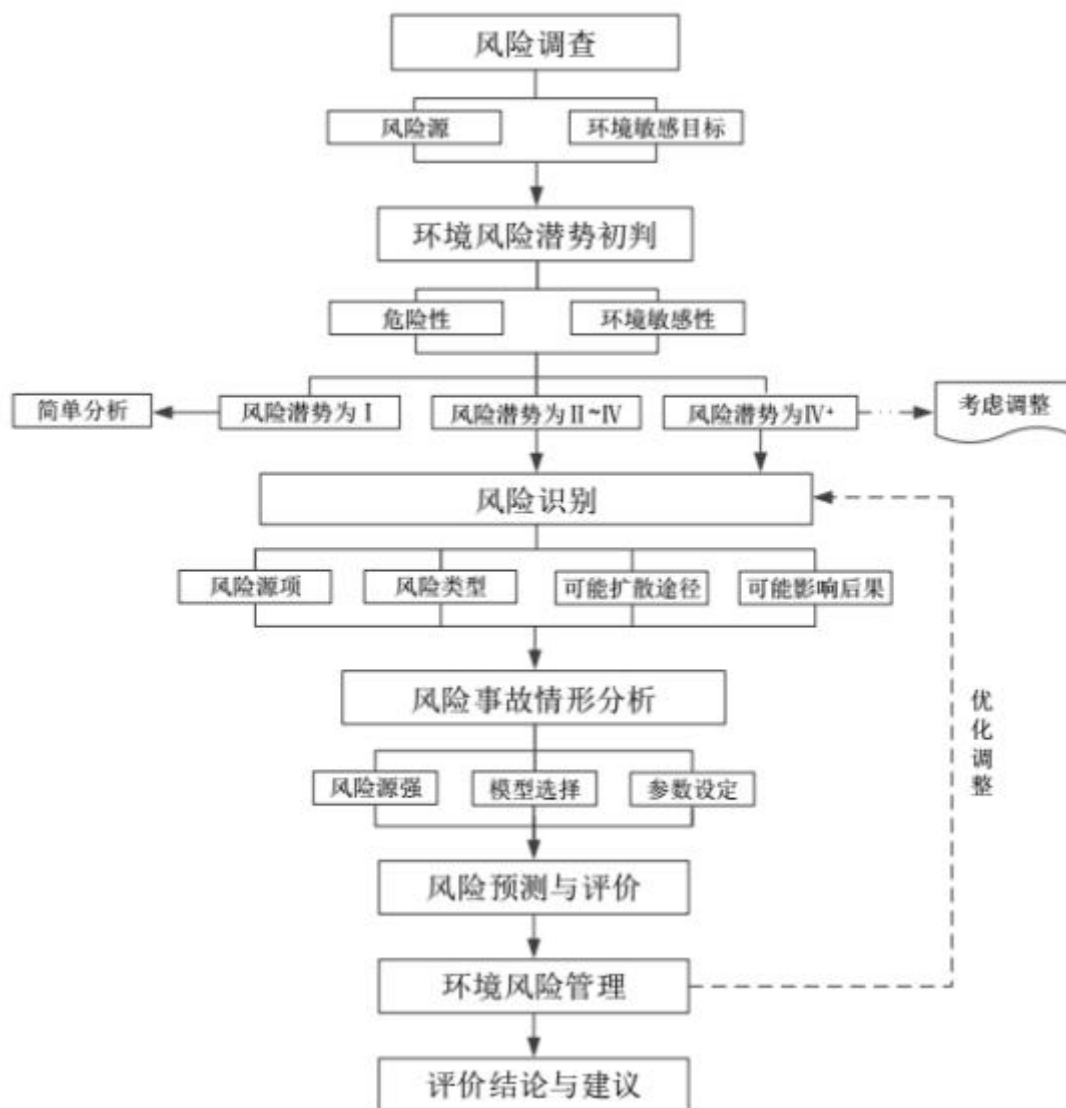 风险调查
风险源
环境敏感目标
环境风险潜势初判
危险性
环境敏感性
简单分析
风险潜势为Ⅰ
风险潜势为Ⅱ~Ⅳ
风险潜势为Ⅳ+
考虑调整
风险识别
风险源项
风险类型
可能扩散途径
可能影响后果
风险事故情形分析
风险源强
模型选择
参数设定
优化调整
风险预测与评价
环境风险管理
评价结论与建议